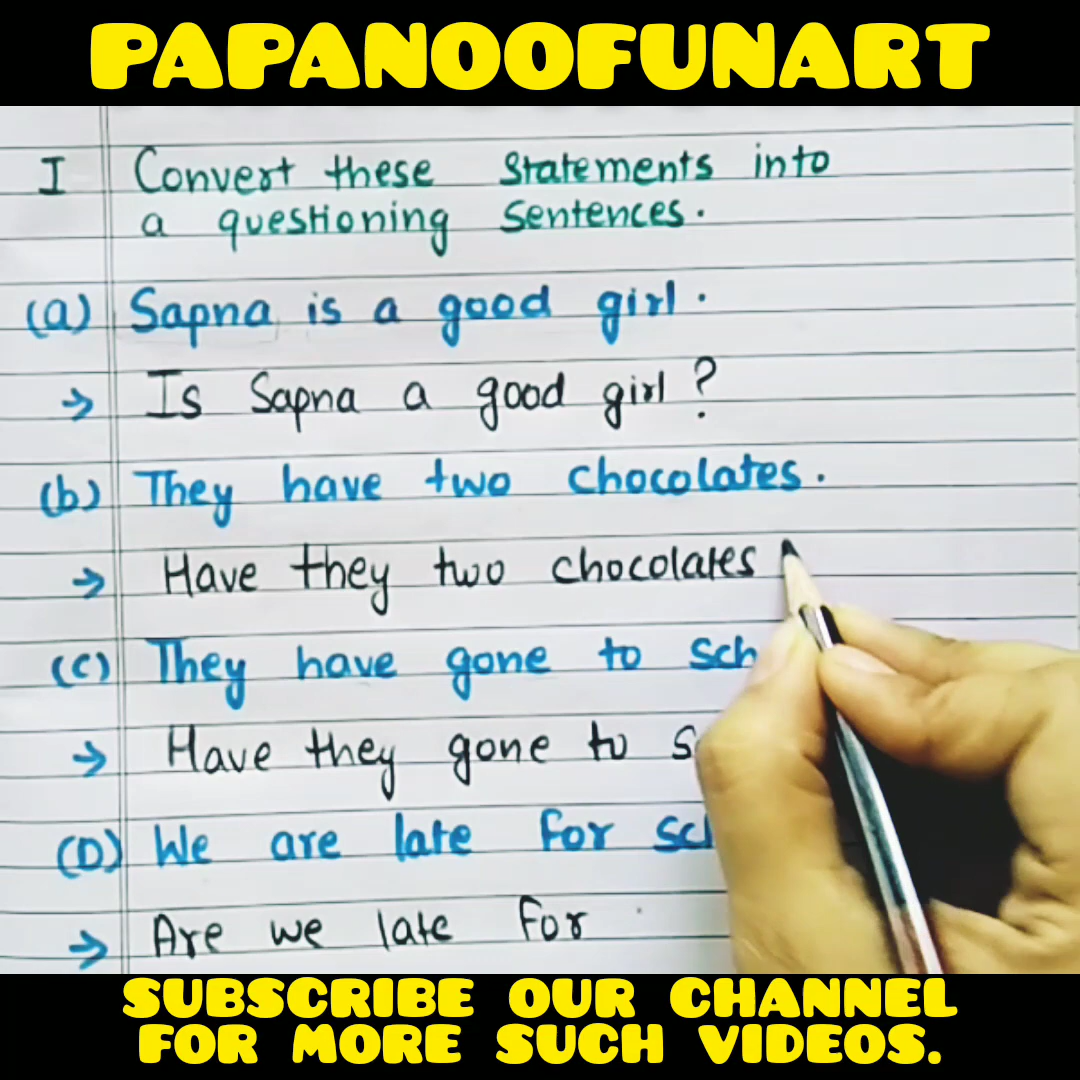 PAPANOOFUNART
I Convert these statements into
a questioning sentences.
(a) Sapna is a good girl.
→ Is Sapna a good girl?
(b) They have two chocolates.
→ Have they two chocolates
(C) They have gone to
→ Have they gone to
(D) We are late for
→ Are we late for
SUBSCRIBE OUR CHANNEL
FOR MORE SUCH VIDEOS.